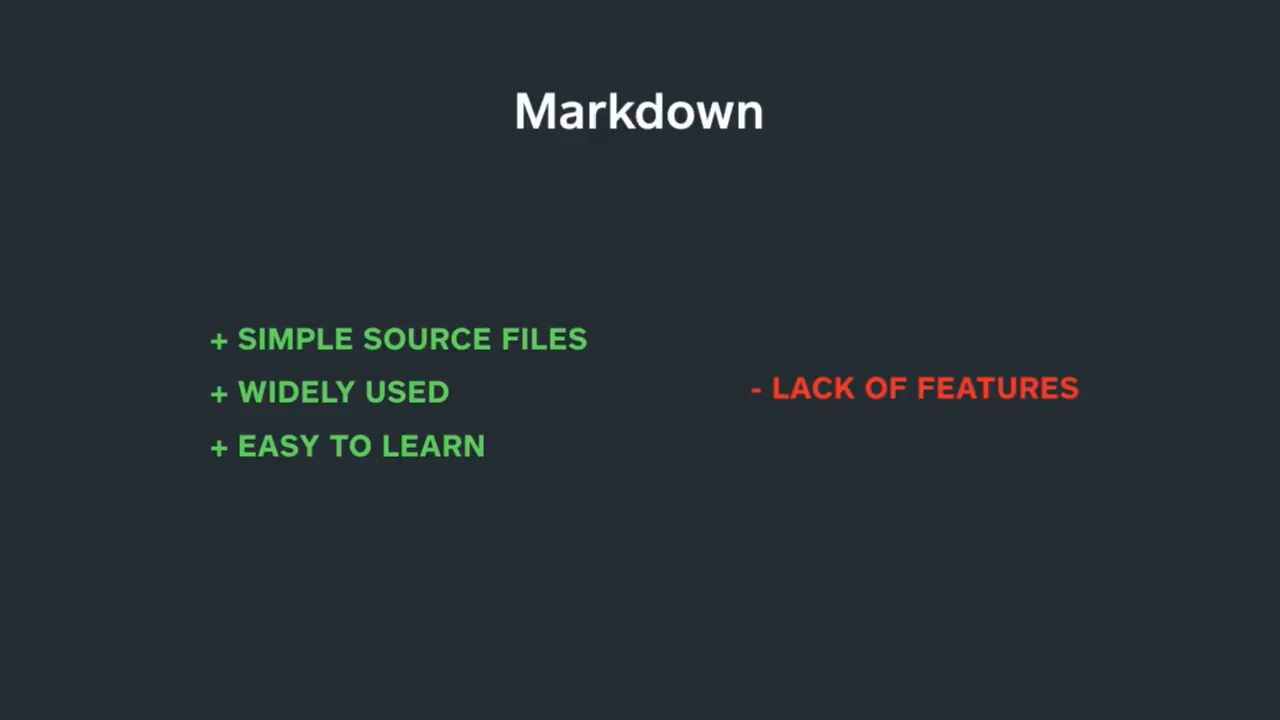 Markdown
+ SIMPLE SOURCE FILES
+ WIDELY USED
+ EASY TO LEARN
- LACK OF FEATURES